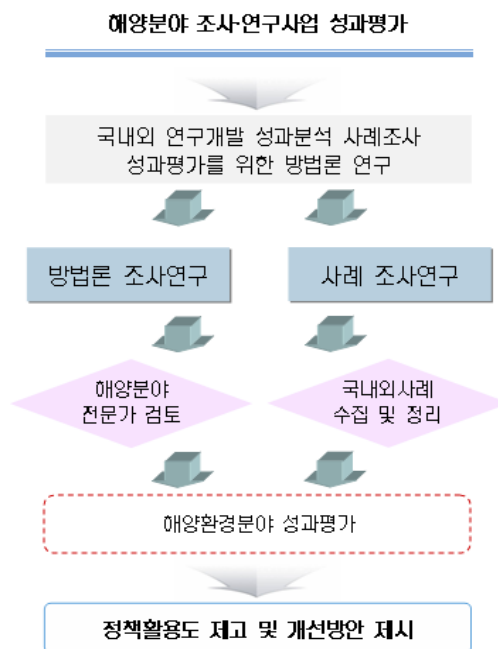 해양분야 조사·연구사업 성과평가
국내외 연구개발 성과분석 사례조사
성과평가를 위한 방법론 연구
방법론 조사연구
사례 조사연구
해양분야
전문가 검토
국내외사례
수집 및 정리
해양환경분야 성과평가
정책활용도 제고 및 개선방안 제시